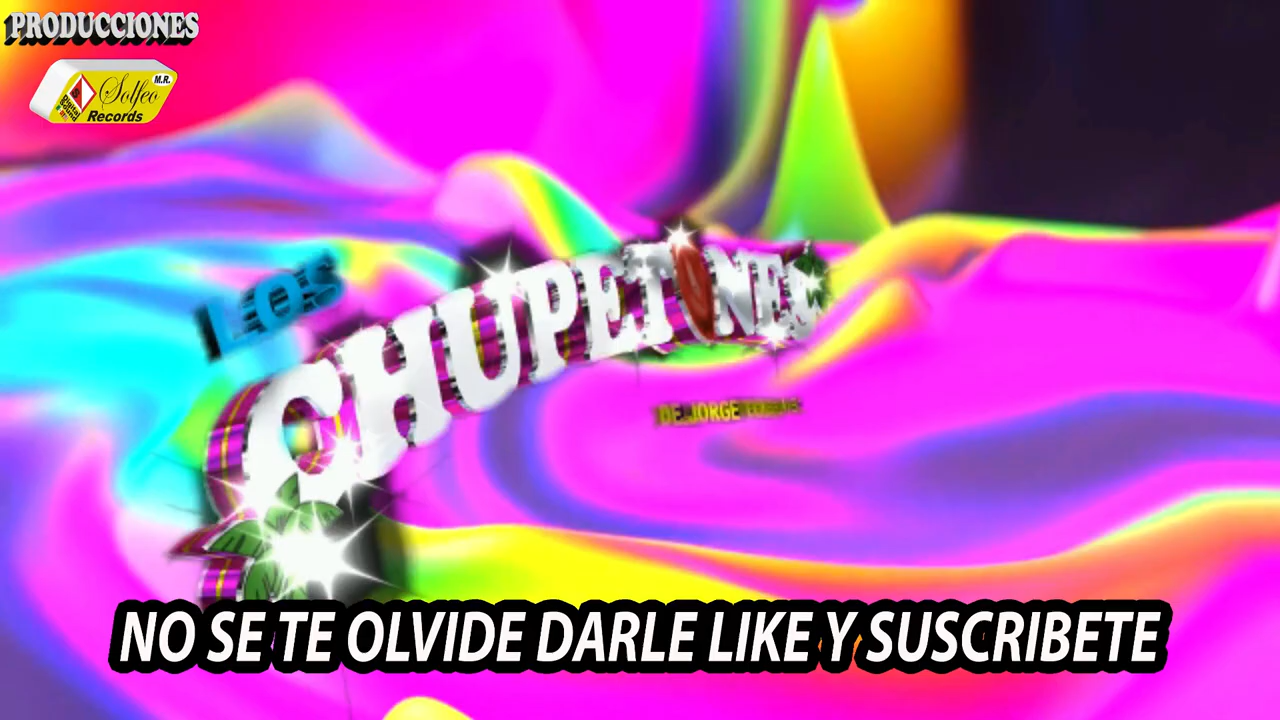 PRODUCCIONES
Solfeo
M.R.
Records
LOS
CHUPETONES
DE JORGE
NO SE TE OLVIDE DARLE LIKE Y SUSCRIBETE